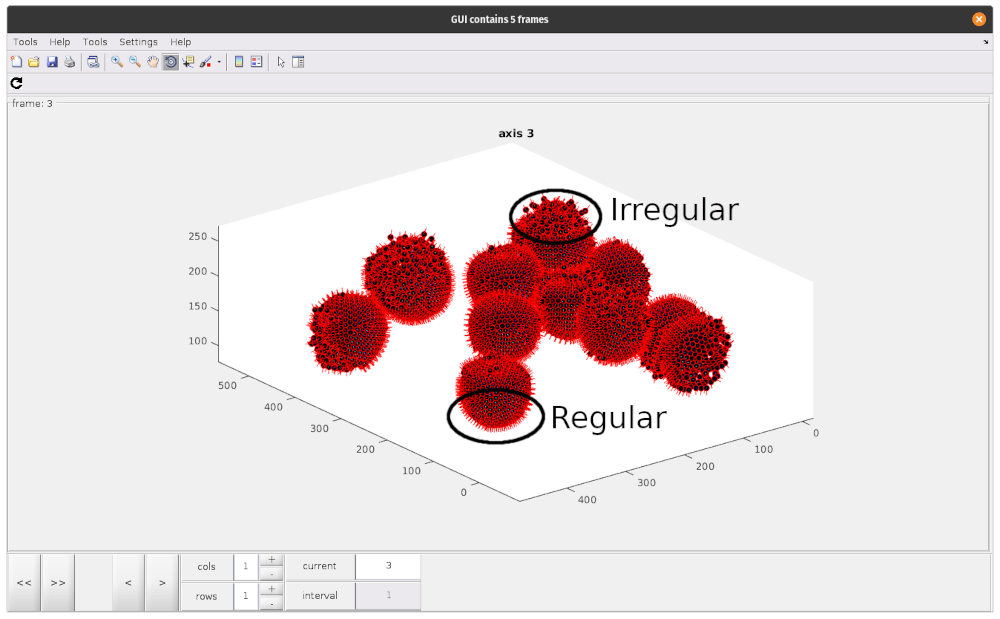 GUI contains 5 frames
Tools Help Tools Settings Help
frame: 3
axis 3
Irregular
Regular
250
200
150
100
500
400
300
200
100
0
400
300
200
100
0
<< >> < > cols 1 + - current 3
rows 1 + - interval 1